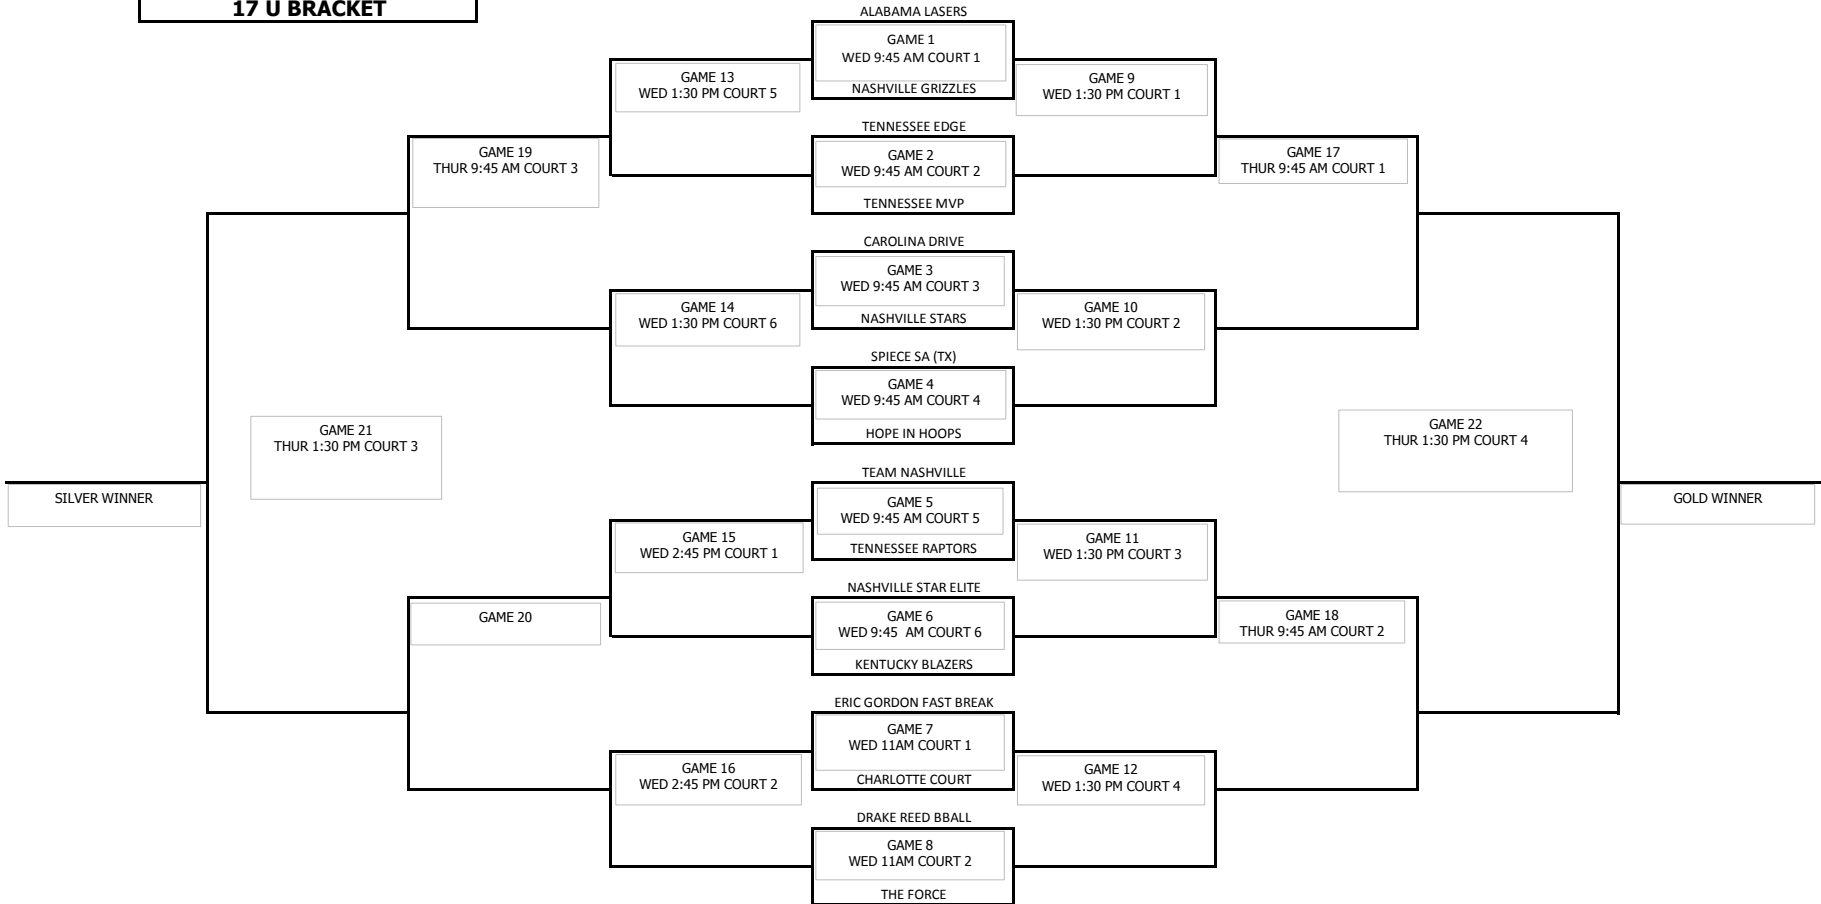 17 U BRACKET
ALABAMA LASERS
GAME 1
WED 9:45 AM COURT 1
NASHVILLE GRIZZLES
GAME 13
WED 1:30 PM COURT 5
GAME 9
WED 1:30 PM COURT 1
TENNESSEE EDGE
GAME 2
WED 9:45 AM COURT 2
TENNESSEE MVP
GAME 19
THUR 9:45 AM COURT 3
GAME 17
THUR 9:45 AM COURT 1
CAROLINA DRIVE
GAME 3
WED 9:45 AM COURT 3
NASHVILLE STARS
GAME 14
WED 1:30 PM COURT 6
GAME 10
WED 1:30 PM COURT 2
SPIECE SA (TX)
GAME 4
WED 9:45 AM COURT 4
HOPE IN HOOPS
GAME 21
THUR 1:30 PM COURT 3
GAME 22
THUR 1:30 PM COURT 4
SILVER WINNER
GOLD WINNER
TEAM NASHVILLE
GAME 5
WED 9:45 AM COURT 5
TENNESSEE RAPTORS
GAME 15
WED 2:45 PM COURT 1
GAME 11
WED 1:30 PM COURT 3
NASHVILLE STAR ELITE
GAME 6
WED 9:45  AM COURT 6
KENTUCKY BLAZERS
GAME 20
GAME 18
THUR 9:45 AM COURT 2
ERIC GORDON FAST BREAK
GAME 7
WED 11AM COURT 1
CHARLOTTE COURT
GAME 16
WED 2:45 PM COURT 2
GAME 12
WED 1:30 PM COURT 4
DRAKE REED BBALL
GAME 8
WED 11AM COURT 2
THE FORCE